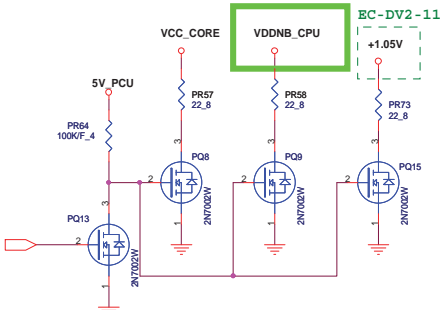 EC-DV2-11
VCC_CORE
VDDNB_CPU
+1.05V
5V_PCU
PR57
22_8
PR58
22_8
PR73
22_8
PR64
100K/F_4
3
PQ8
2
2N7002W
1
3
PQ9
2
2N7002W
1
3
PQ15
2
2N7002W
1
3
PQ13
2
2N7002W
1